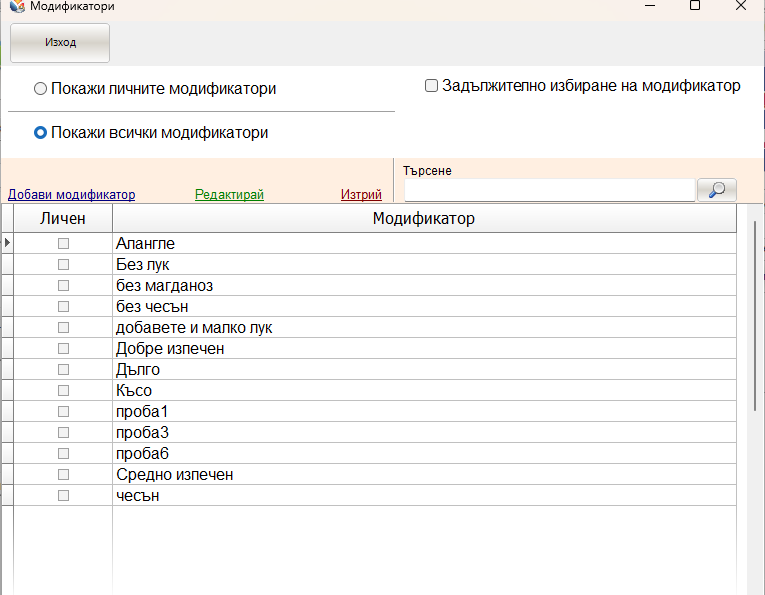 Модификатори
Изход
Покажи личните модификатори
Задължително избиране на модификатор
Покажи всички модификатори
Търсене
Добави модификатор Редактирай Изтрий
Личен Модификатор
Алангле
Без лук
без магданоз
без чесън
добавете и малко лук
Добре изпечен
Дълго
Късо
проба1
проба3
проба6
Средно изпечен
чесън